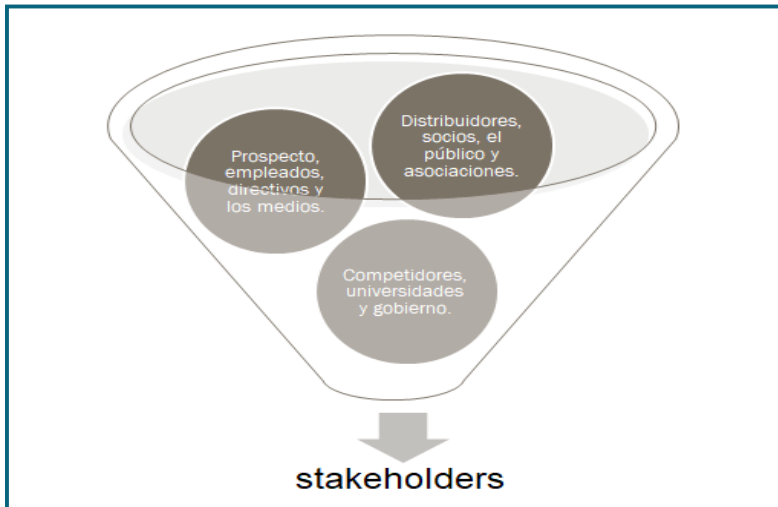 Distribuidores,
socios, el
público y
asociaciones.
Prospecto,
empleados,
directivos y
los medios.
Competidores,
universidades
y gobierno.
stakeholders